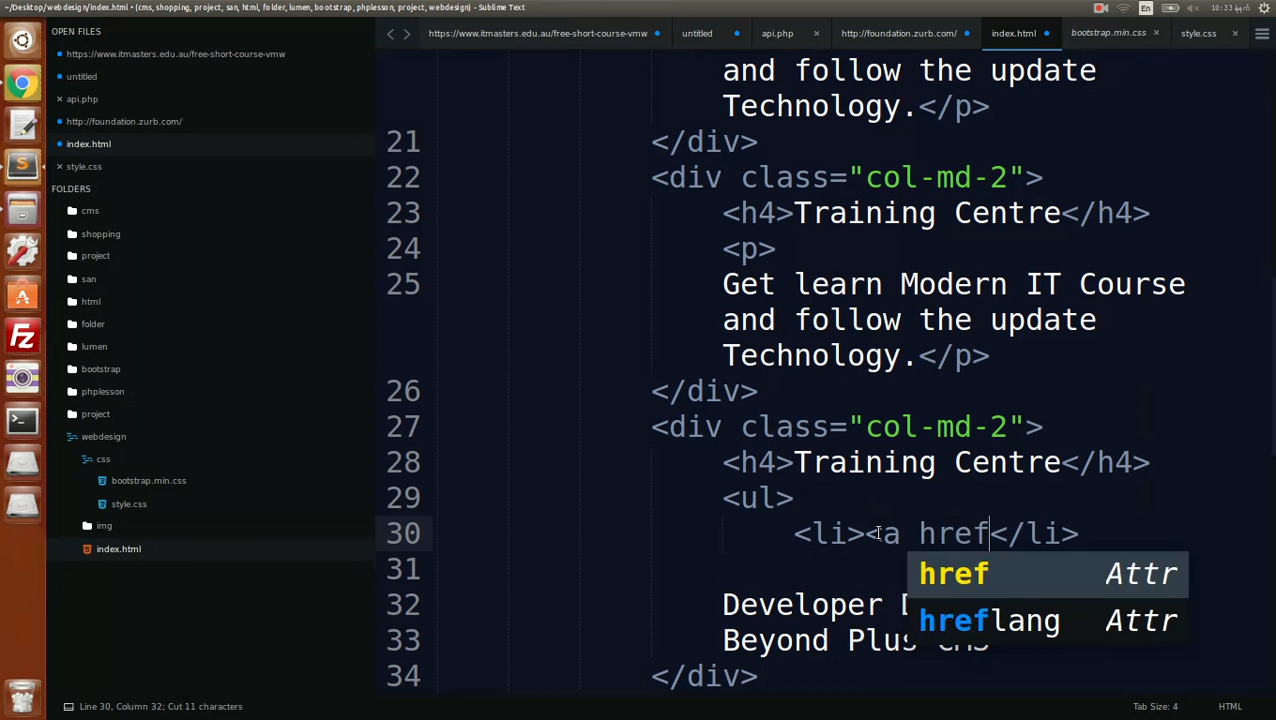 ~/Desktop/webdesign/index.html • (cms, shopping, project, san, html, folder, lumen, bootstrap, phplesson, project, webdesign) - Sublime Text
En
OPEN FILES
https://www.itmasters.edu.au/free-short-course-vmw
untitled
api.php
http://foundation.zurb.com/
index.html
style.css
FOLDERS
cms
shopping
project
san
html
folder
lumen
bootstrap
phplesson
project
webdesign
css
bootstrap.min.css
style.css
img
index.html
https://www.itmasters.edu.au/free-short-course-vmw
untitled
api.php
http://foundation.zurb.com/
index.html
bootstrap.min.css
style.css
and follow the update
Technology.</p>
21 </div>
22 <div class="col-md-2">
23 <h4>Training Centre</h4>
24 <p>
25 Get learn Modern IT Course
and follow the update
Technology.</p>
26 </div>
27 <div class="col-md-2">
28 <h4>Training Centre</h4>
29 <ul>
30 <li><a href</li>
href Attr
hreflang Attr
31
32 Developer
33 Beyond Plus CMS
34 </div>
Line 30, Column 32; Cut 11 characters
Tab Size: 4
HTML